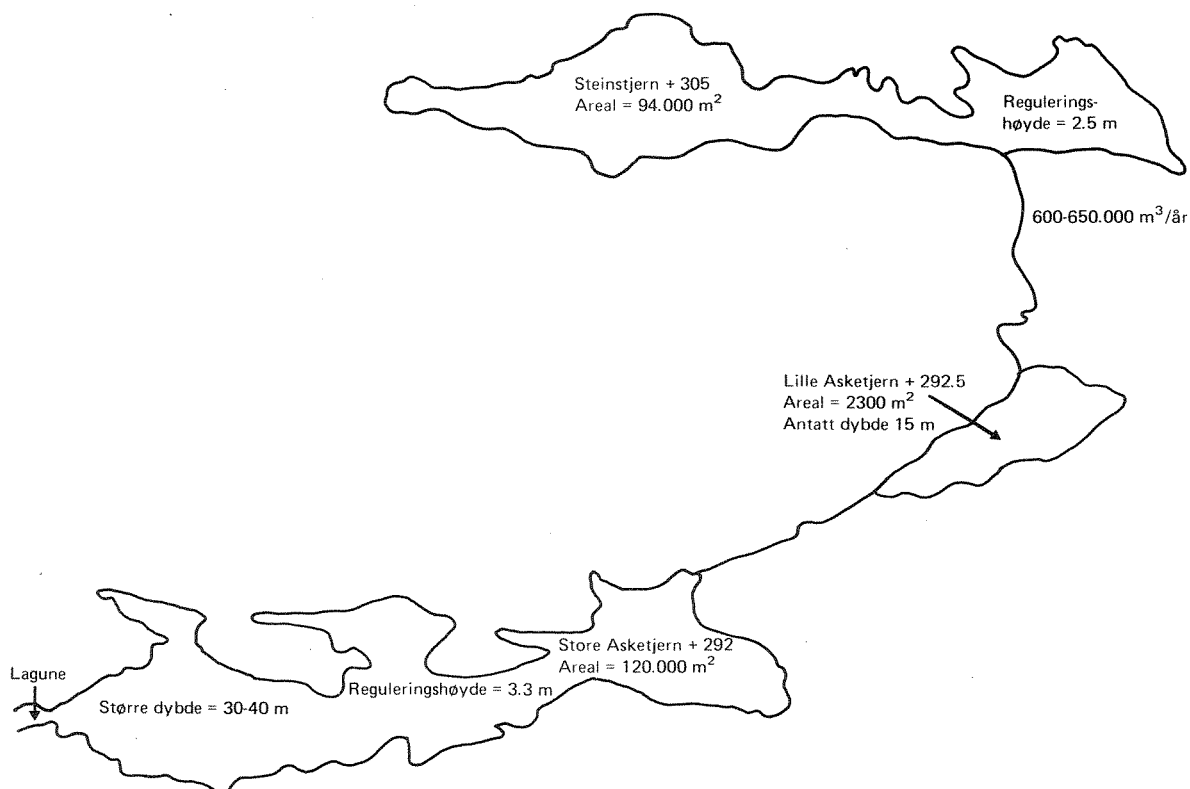 Steinstjern + 305
Areal = 94.000 m²
Regulerings-
høyde = 2.5 m
600-650.000 m³/år
Lille Asketjern + 292.5
Areal = 2300 m²
Antatt dybde 15 m
Store Asketjern + 292
Areal = 120.000 m²
Lagune
Reguleringshøyde = 3.3 m
Større dybde = 30-40 m